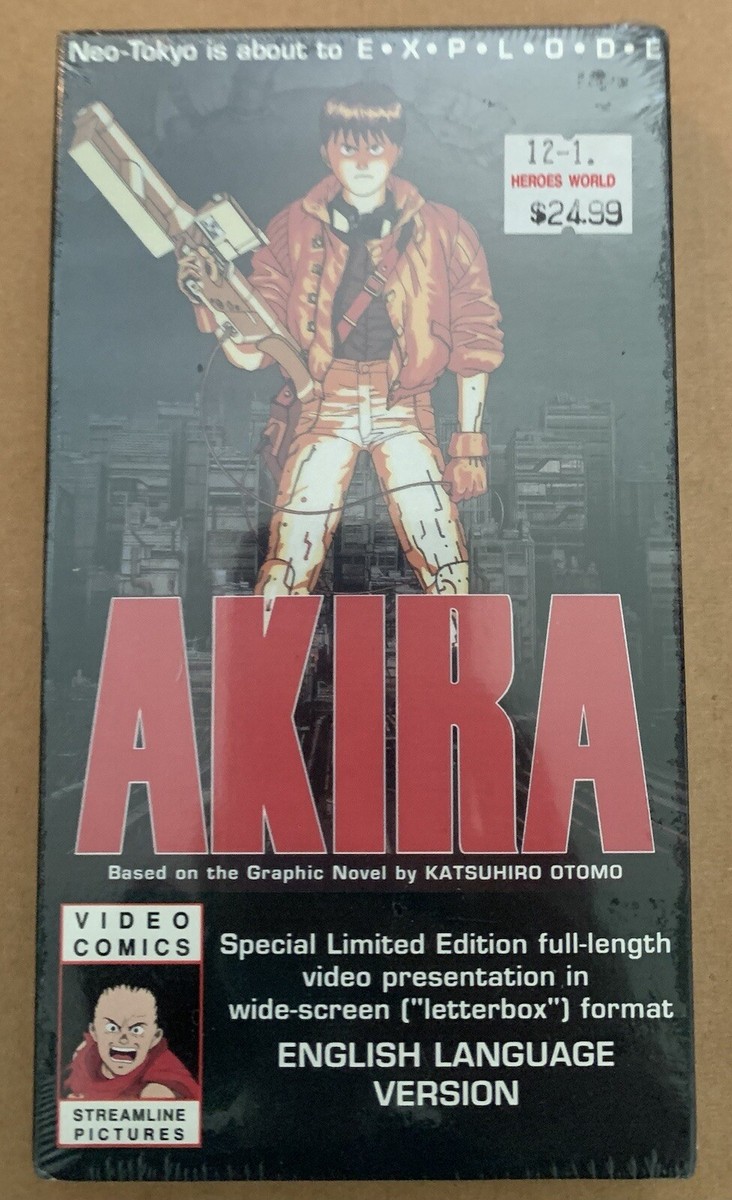 Neo-Tokyo is about to E•X•P•L•O•D•E
12-1.
HEROES WORLD
$24.99
AKIRA
Based on the Graphic Novel by KATSUHIRO OTOMO
VIDEO
COMICS
STREAMLINE
PICTURES
Special Limited Edition full-length
video presentation in
wide-screen ("letterbox") format
ENGLISH LANGUAGE
VERSION